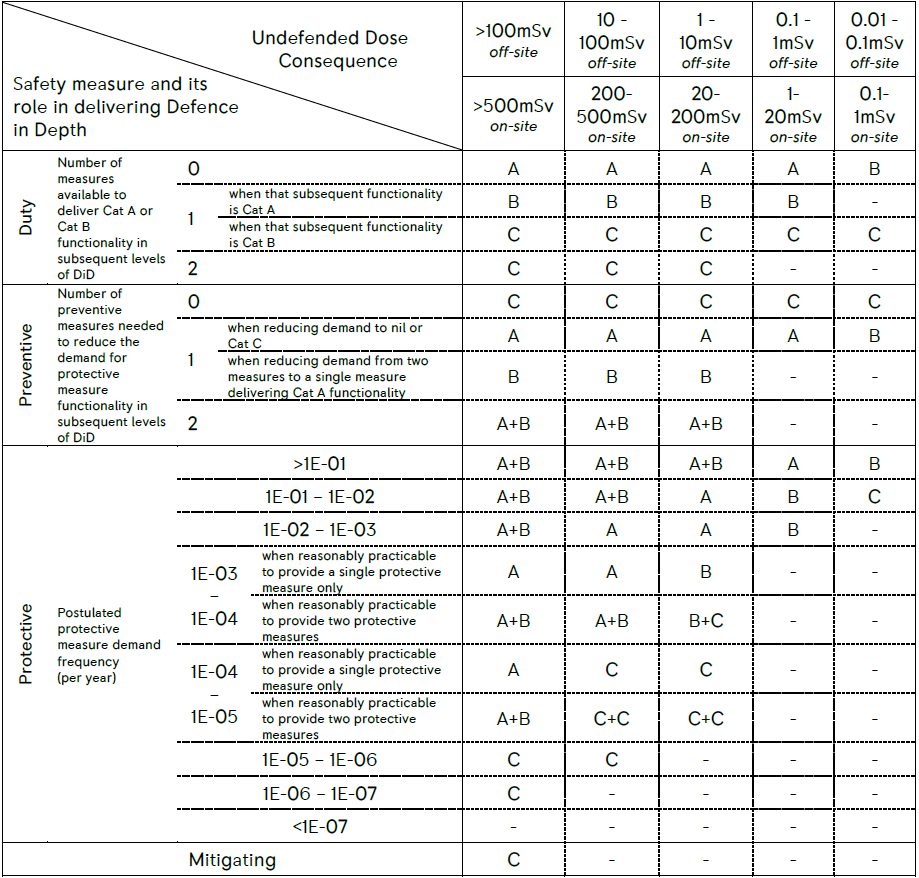 Undefended Dose
Consequence
Safety measure and its
role in delivering Defence
in Depth
>100mSv
off-site
10 -
100mSv
off-site
1 -
10mSv
off-site
0.1 -
1mSv
off-site
0.01 -
0.1mSv
off-site
>500mSv
on-site
200-
500mSv
on-site
20-
200mSv
on-site
1-
20mSv
on-site
0.1-
1mSv
on-site
Duty
Number of
measures
available to
deliver Cat A or
Cat B
functionality in
subsequent levels
of DiD
0
A A A A B
1
when that subsequent functionality
is Cat A
B B B B -
when that subsequent functionality
is Cat B
C C C C C
2
C C C - -
Preventive
Number of
preventive
measures needed
to reduce the
demand for
protective
measure
functionality in
subsequent levels
of DiD
0
C C C C C
1
when reducing demand to nil or
Cat C
A A A A B
when reducing demand from two
measures to a single measure
delivering Cat A functionality
B B B - -
2
A+B A+B A+B - -
Protective
Postulated
protective
measure demand
frequency
(per year)
>1E-01
A+B A+B A+B A B
1E-01 – 1E-02
A+B A+B A B C
1E-02 – 1E-03
A+B A A B -
1E-03
–
1E-04
when reasonably practicable
to provide a single protective
measure only
A A B - -
when reasonably practicable
to provide two protective
measures
A+B A+B B+C - -
1E-04
–
1E-05
when reasonably practicable
to provide a single protective
measure only
A C C - -
when reasonably practicable
to provide two protective
measures
A+B C+C C+C - -
1E-05 – 1E-06
C C - - -
1E-06 – 1E-07
C - - - -
<1E-07
- - - - -
Mitigating
C - - - -